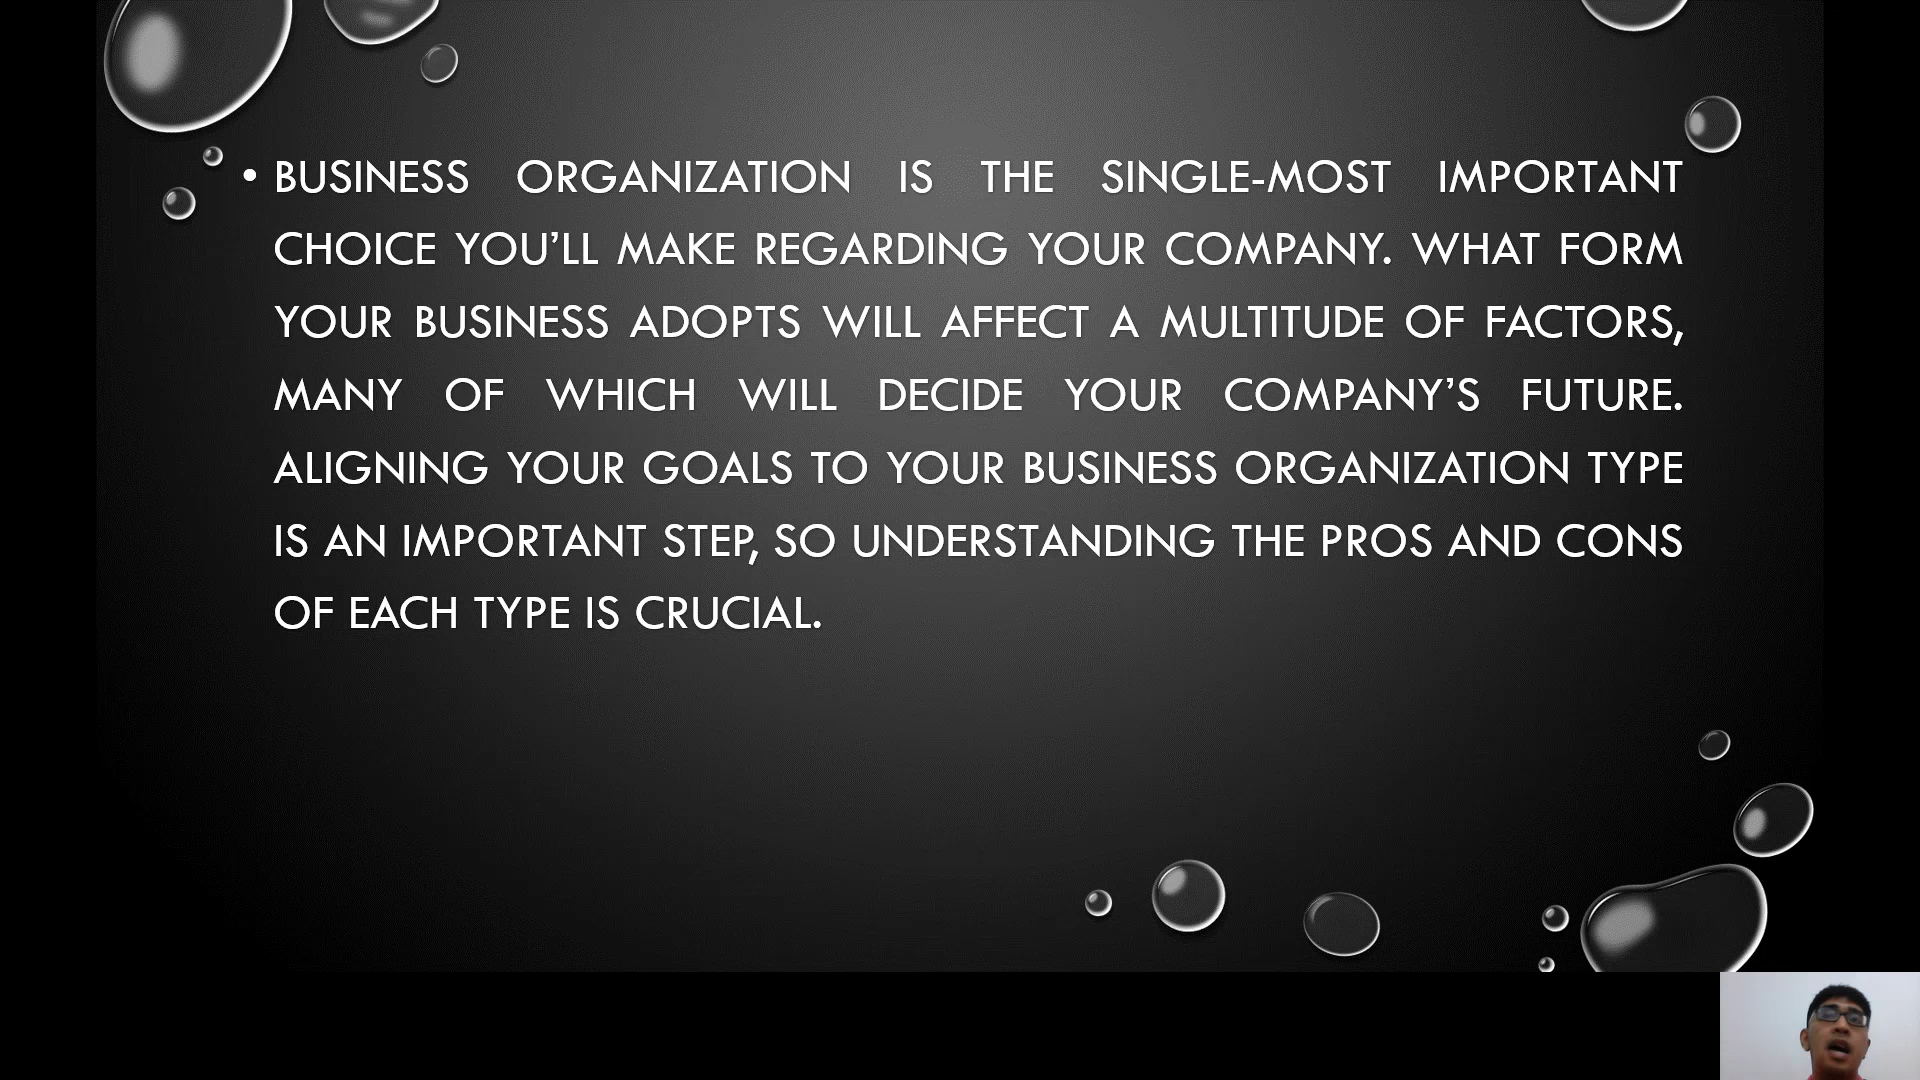 • BUSINESS ORGANIZATION IS THE SINGLE-MOST IMPORTANT
CHOICE YOU’LL MAKE REGARDING YOUR COMPANY. WHAT FORM
YOUR BUSINESS ADOPTS WILL AFFECT A MULTITUDE OF FACTORS,
MANY OF WHICH WILL DECIDE YOUR COMPANY’S FUTURE.
ALIGNING YOUR GOALS TO YOUR BUSINESS ORGANIZATION TYPE
IS AN IMPORTANT STEP, SO UNDERSTANDING THE PROS AND CONS
OF EACH TYPE IS CRUCIAL.